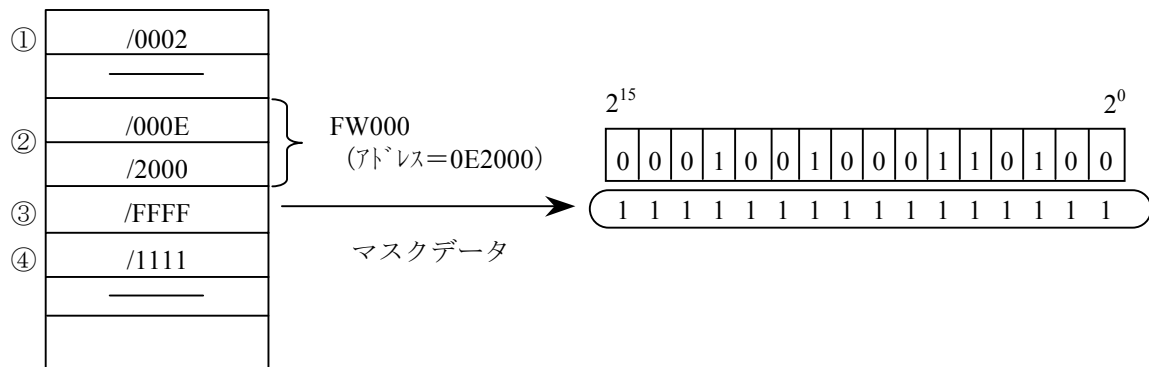 ① /0002
② /000E
/2000
③ /FFFF
④ /1111
FW000
(ｱﾄﾞﾚｽ=0E2000)
マスクデータ
2¹⁵ 2⁰
0 0 0 1 0 0 1 0 0 0 1 1 0 1 0 0
1 1 1 1 1 1 1 1 1 1 1 1 1 1 1 1